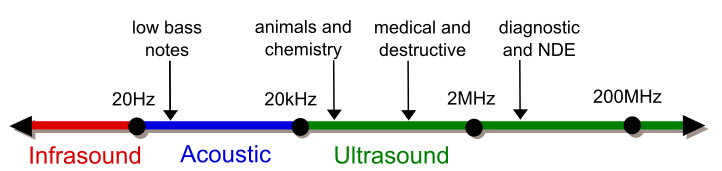 low bass
notes
animals and
chemistry
medical and
destructive
diagnostic
and NDE
20Hz
20kHz
2MHz
200MHz
Infrasound
Acoustic
Ultrasound